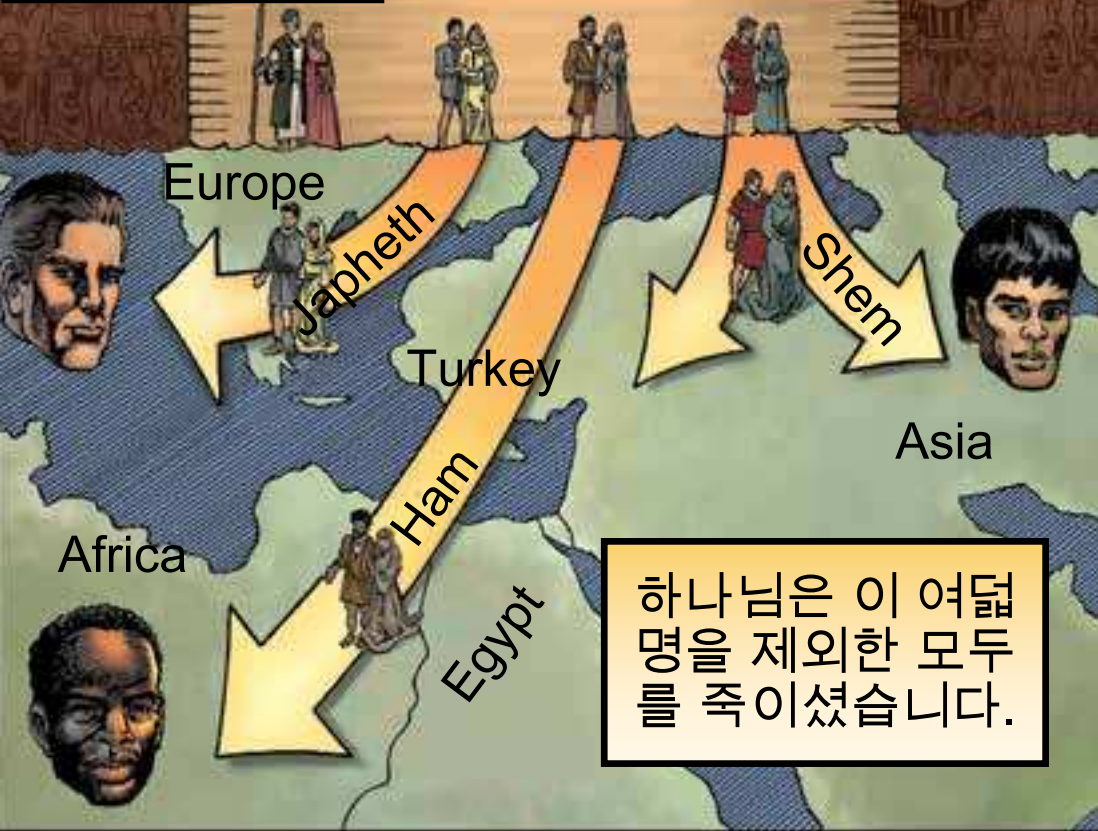 Europe
Japheth
Shem
Turkey
Asia
Ham
Africa
Egypt
하나님은 이 여덟
명을 제외한 모두
를 죽이셨습니다.